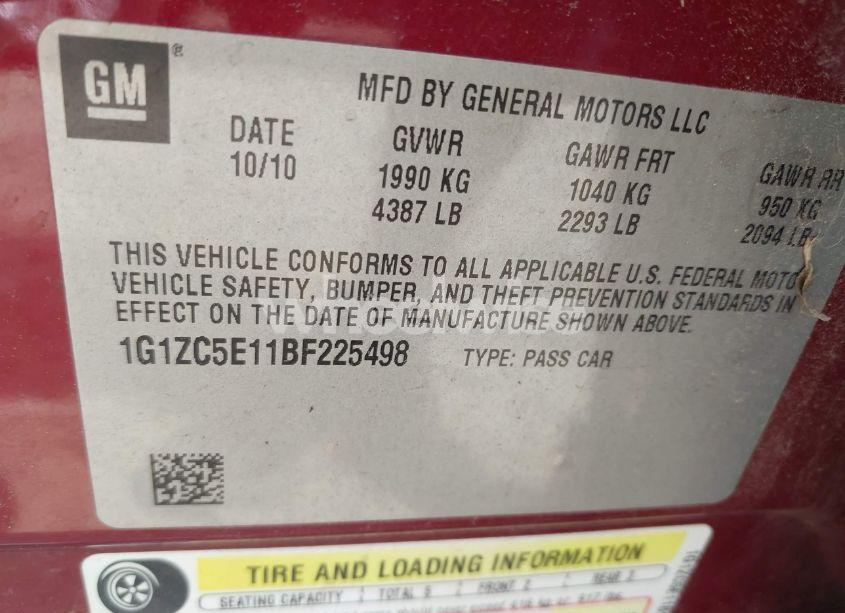 GM ®
MFD BY GENERAL MOTORS LLC
DATE GVWR GAWR FRT GAWR RR
10/10 1990 KG 1040 KG 950 KG
4387 LB 2293 LB 2094 LB
THIS VEHICLE CONFORMS TO ALL APPLICABLE U.S. FEDERAL MOTOR
VEHICLE SAFETY, BUMPER, AND THEFT PREVENTION STANDARDS IN
EFFECT ON THE DATE OF MANUFACTURE SHOWN ABOVE.
1G1ZC5E11BF225498 TYPE: PASS CAR
TIRE AND LOADING INFORMATION
SEATING CAPACITY TOTAL 5 FRONT 2 REAR 3